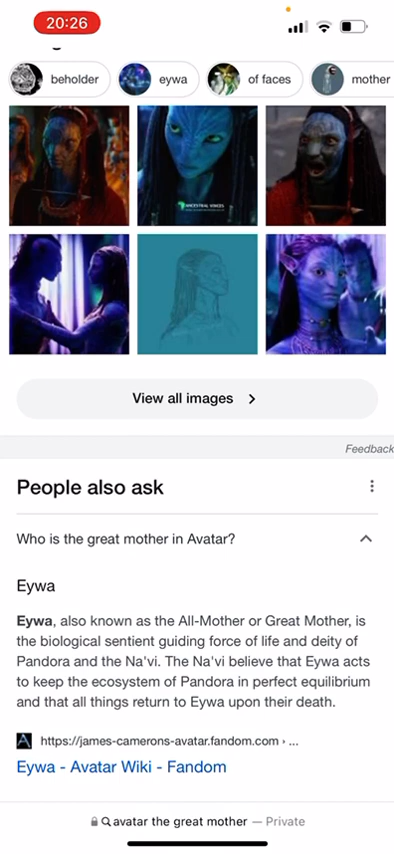 20:26
beholder
eywa
of faces
mother
ANCESTRAL VOICES
View all images
Feedback
People also ask
Who is the great mother in Avatar?
Eywa
Eywa, also known as the All-Mother or Great Mother, is
the biological sentient guiding force of life and deity of
Pandora and the Na'vi. The Na'vi believe that Eywa acts
to keep the ecosystem of Pandora in perfect equilibrium
and that all things return to Eywa upon their death.
https://james-camerons-avatar.fandom.com › ...
Eywa - Avatar Wiki - Fandom
avatar the great mother — Private